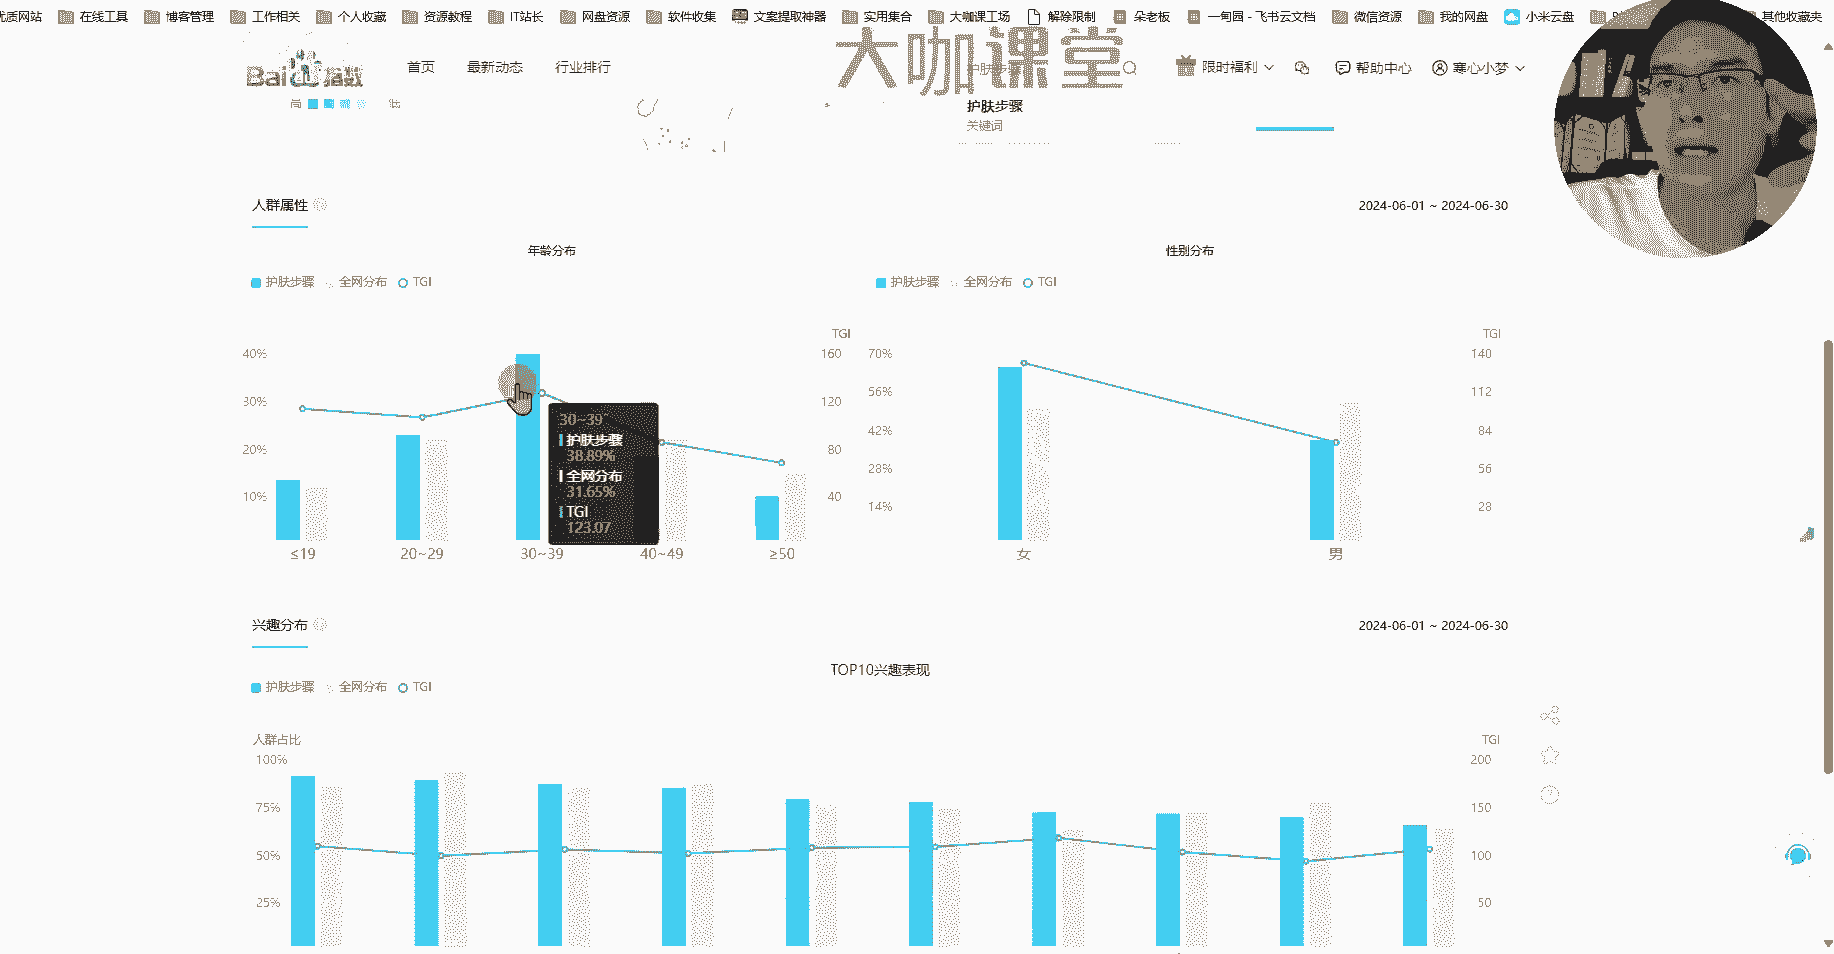 优质网站 在线工具 博客管理 工作相关 个人收藏 资源教程 IT站长 网盘资源 软件收集 文案提取神器 实用集合 大咖课工场 解除限制 朵老板 一甸园 - 飞书云文档 微信资源 我的网盘 小米云盘 其他收藏夹
大咖课堂
Bai 指数 首页 最新动态 行业排行 护肤步骤 限时福利 帮助中心 寒心小梦
高 低
护肤步骤
关键词
人群属性 2024-06-01 ~ 2024-06-30
年龄分布 性别分布
护肤步骤 全网分布 TGI 护肤步骤 全网分布 TGI
TGI TGI
40% 160 70% 140
56% 112
30% 120
42% 84
20% 80
28% 56
10% 40
14% 28
30~39
护肤步骤
38.89%
全网分布
31.65%
TGI
123.07
≤19 20~29 30~39 40~49 ≥50 女 男
兴趣分布 2024-06-01 ~ 2024-06-30
TOP10兴趣表现
护肤步骤 全网分布 TGI
人群占比 TGI
100% 200
75% 150
50% 100
25% 50